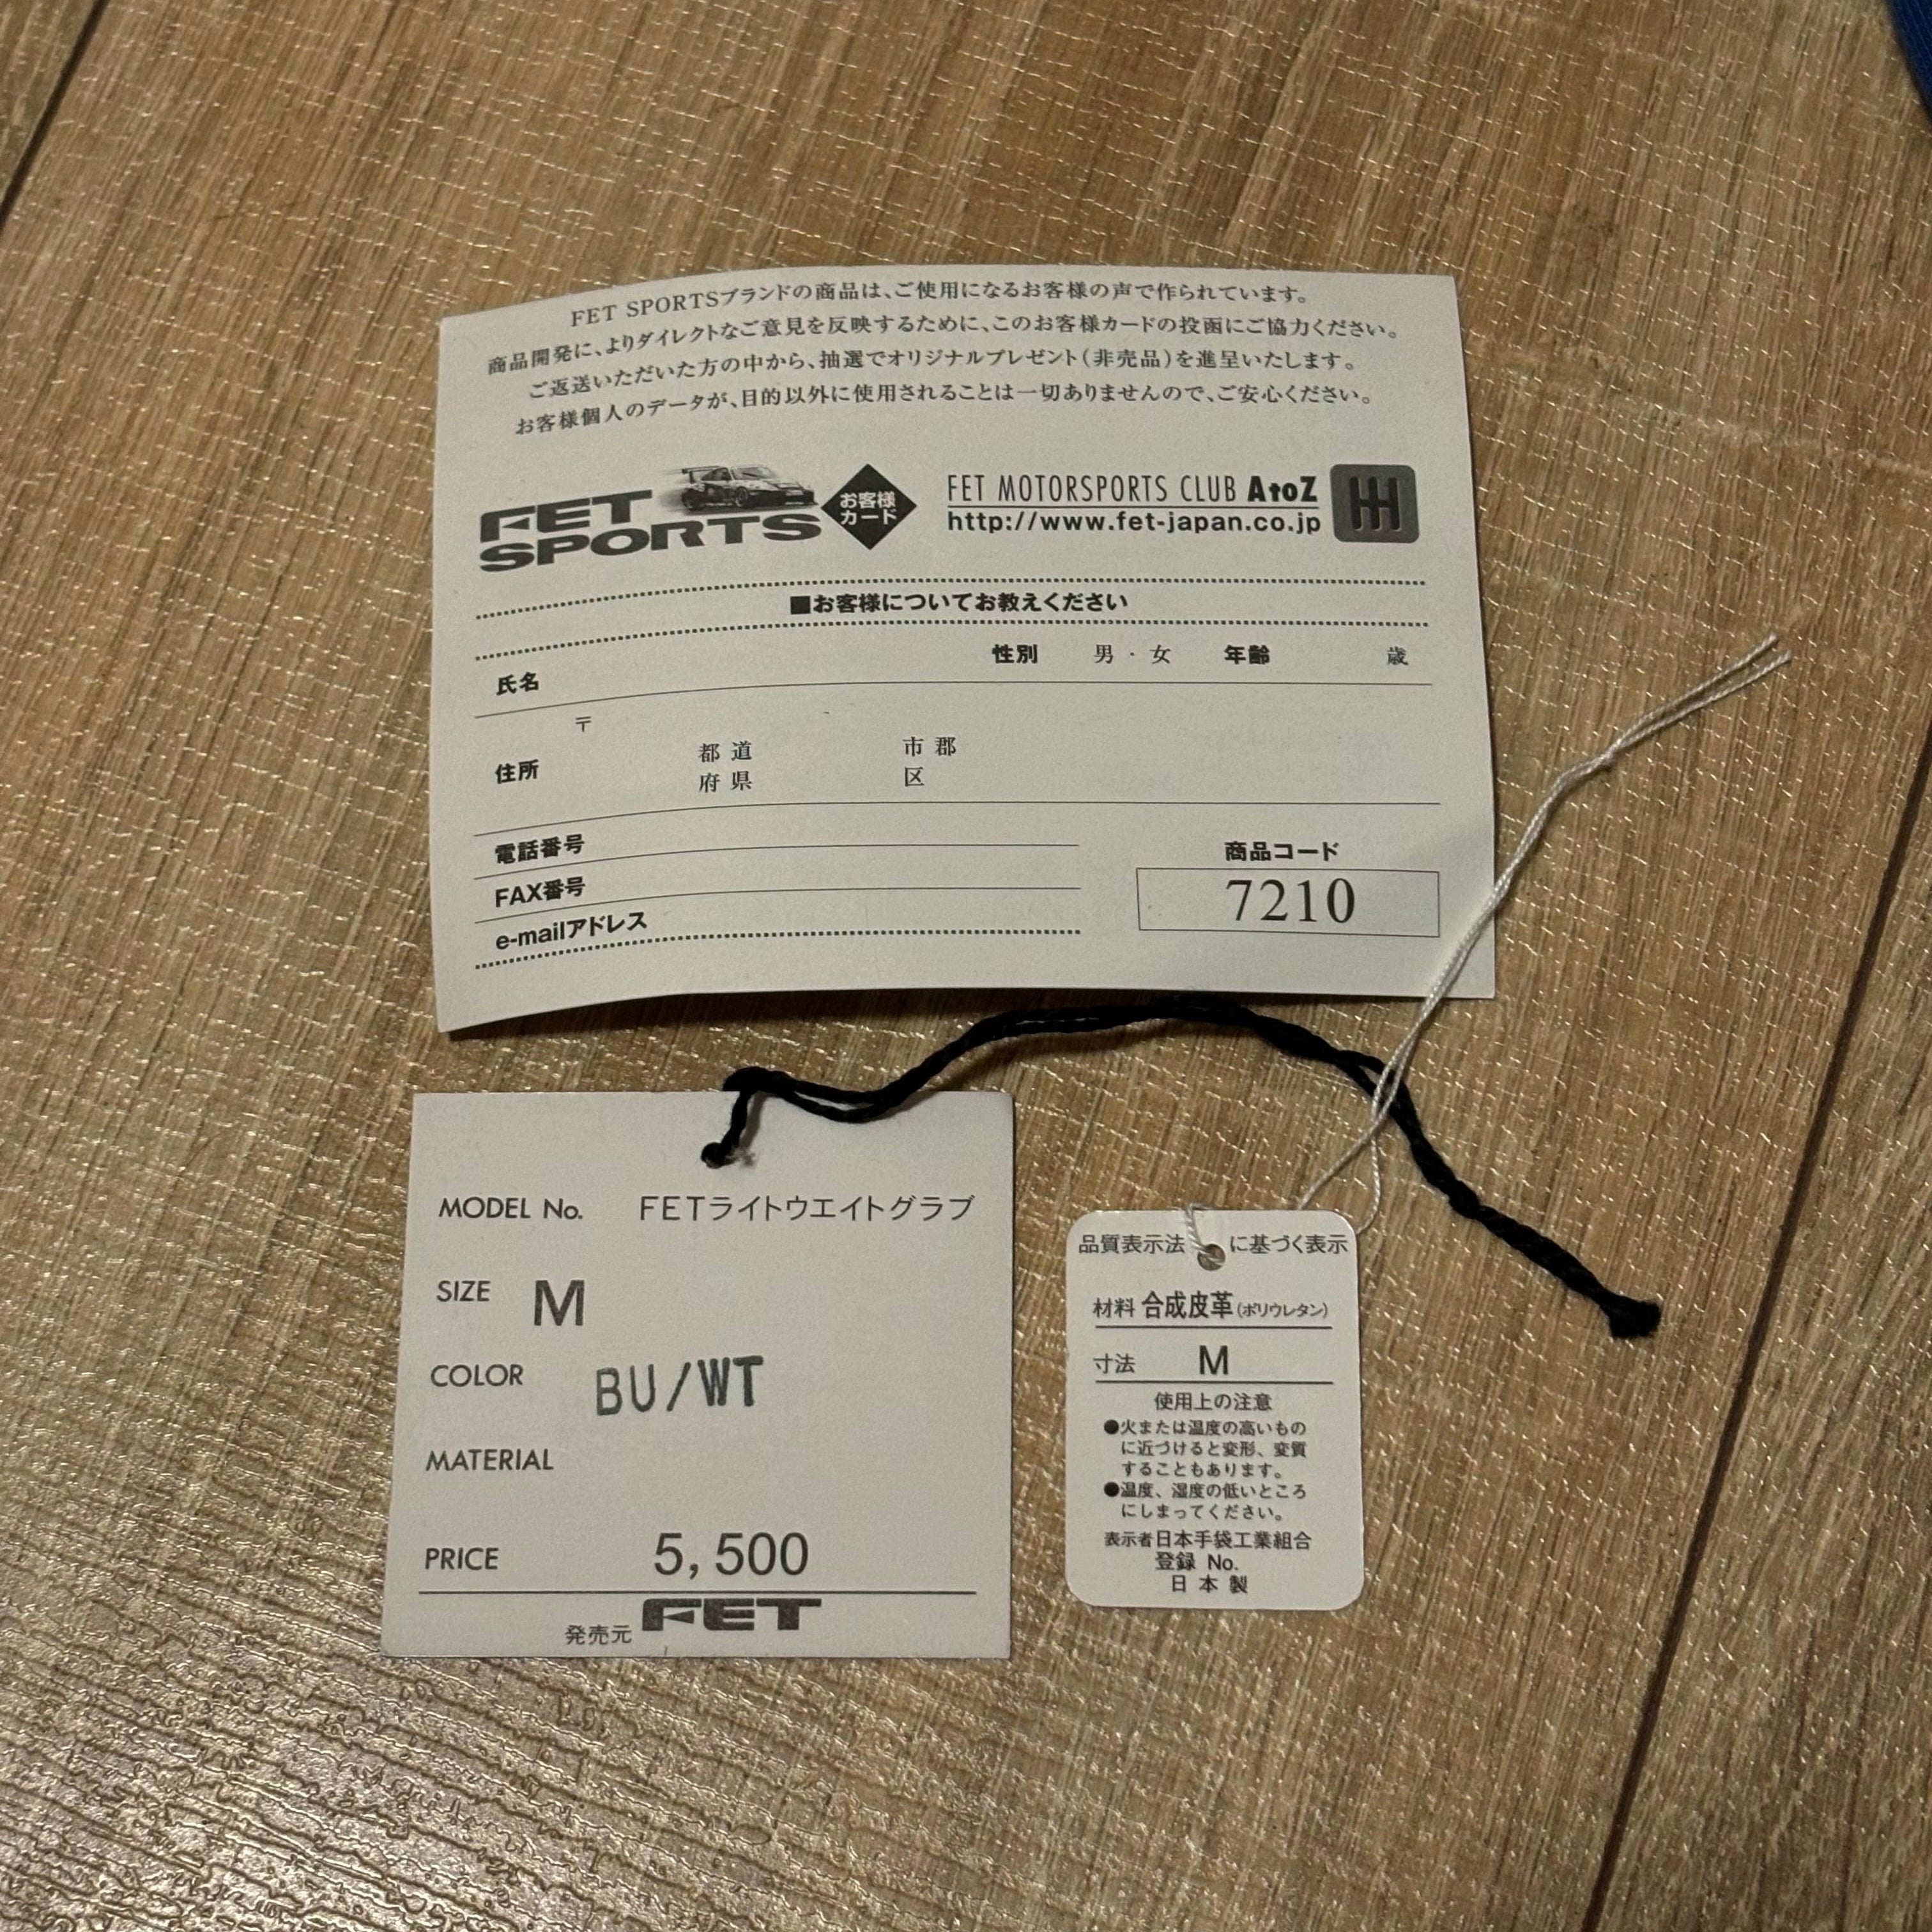 FET SPORTSブランドの商品は、ご使用になるお客様の声で作られています。
商品開発に、よりダイレクトなご意見を反映するために、このお客様カードの投函にご協力ください。
ご返送いただいた方の中から、抽選でオリジナルプレゼント(非売品)を進呈いたします。
お客様個人のデータが、目的以外に使用されることは一切ありませんので、ご安心ください。
FET
SPORTS
お客様
カード
FET MOTORSPORTS CLUB AtoZ
http://www.fet-japan.co.jp
■お客様についてお教えください
氏名 性別 男・女 年齢 歳
〒
住所 都道 市郡
府県 区
電話番号
FAX番号
e-mailアドレス
商品コード
7210
MODEL No. FETライトウエイトグラブ
SIZE M
COLOR BU/WT
MATERIAL
PRICE 5,500
発売元 FET
品質表示法に基づく表示
材料 合成皮革(ポリウレタン)
寸法 M
使用上の注意
●火または温度の高いもの
に近づけると変形、変質
することもあります。
●温度、湿度の低いところ
にしまってください。
表示者日本手袋工業組合
登録 No.
日本製